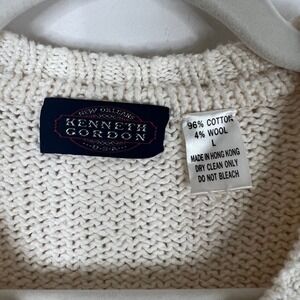 NEW ORLEANS
KENNETH
GORDON
U.S.A.
96% COTTON
4% WOOL
L
MADE IN HONG KONG
DRY CLEAN ONLY
DO NOT BLEACH